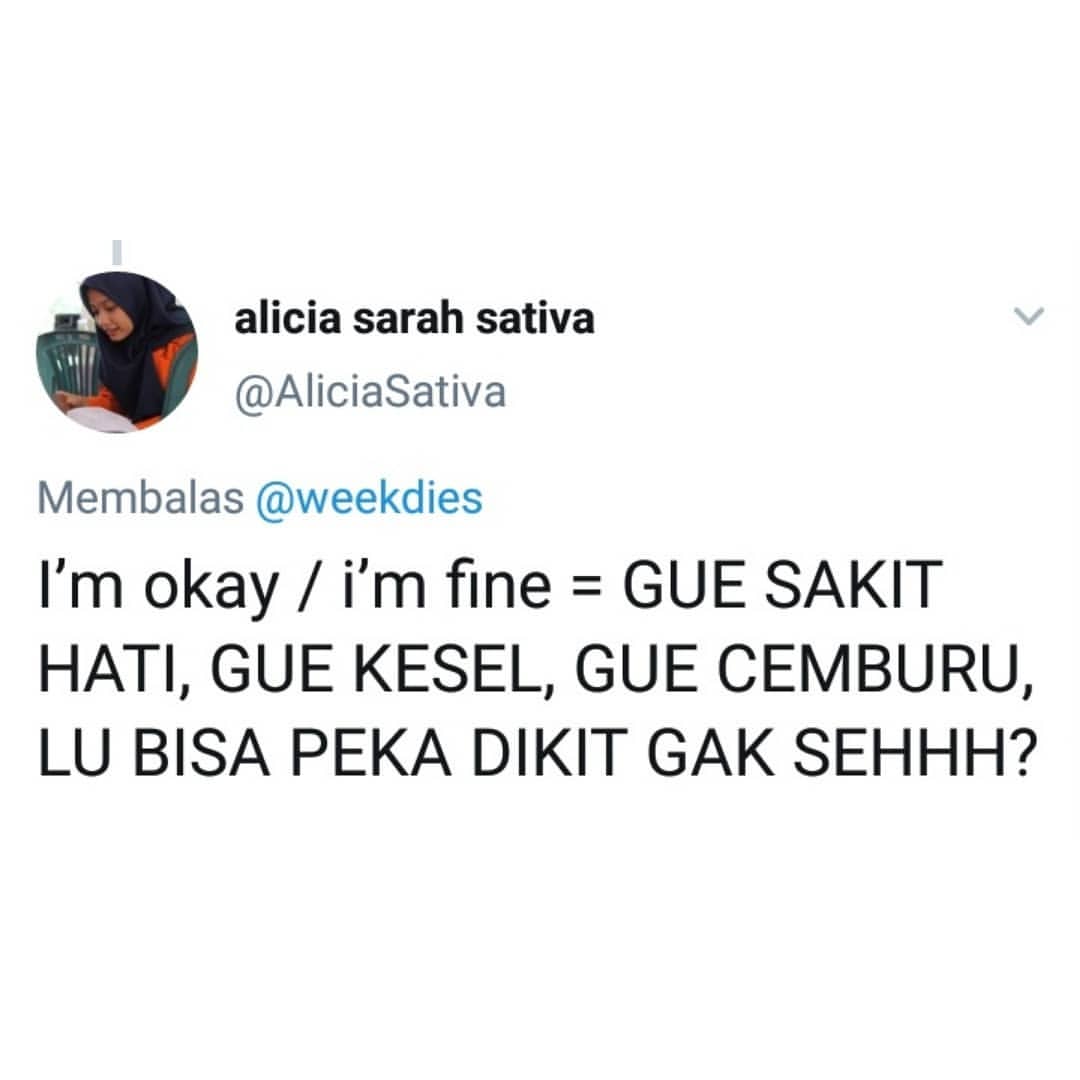 alicia sarah sativa
@AliciaSativa
Membalas @weekdies
I'm okay / i'm fine = GUE SAKIT
HATI, GUE KESEL, GUE CEMBURU,
LU BISA PEKA DIKIT GAK SEHHH?